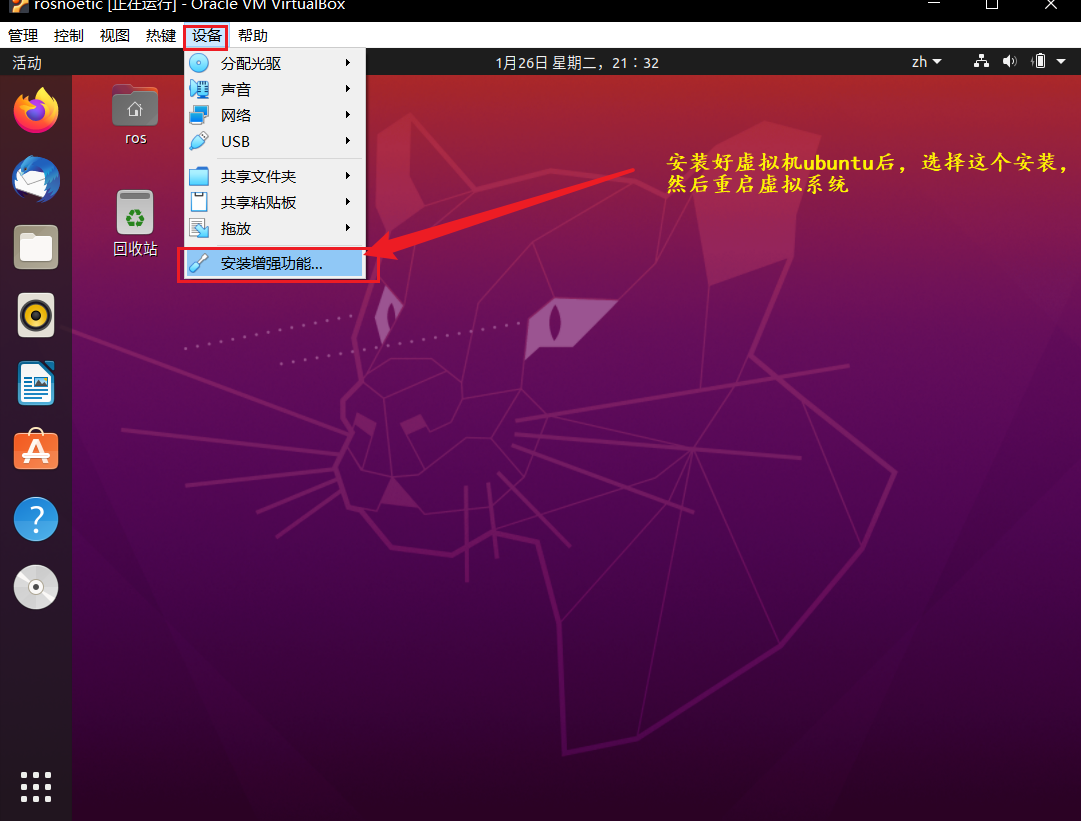 rosnoetic [正在运行] - Oracle VM VirtualBox
管理 控制 视图 热键 设备 帮助
活动 1月26日 星期二，21：32 zh
分配光驱
声音
网络
USB
共享文件夹
共享粘贴板
拖放
安装增强功能...
ros
回收站
安装好虚拟机ubuntu后，选择这个安装，
然后重启虚拟系统